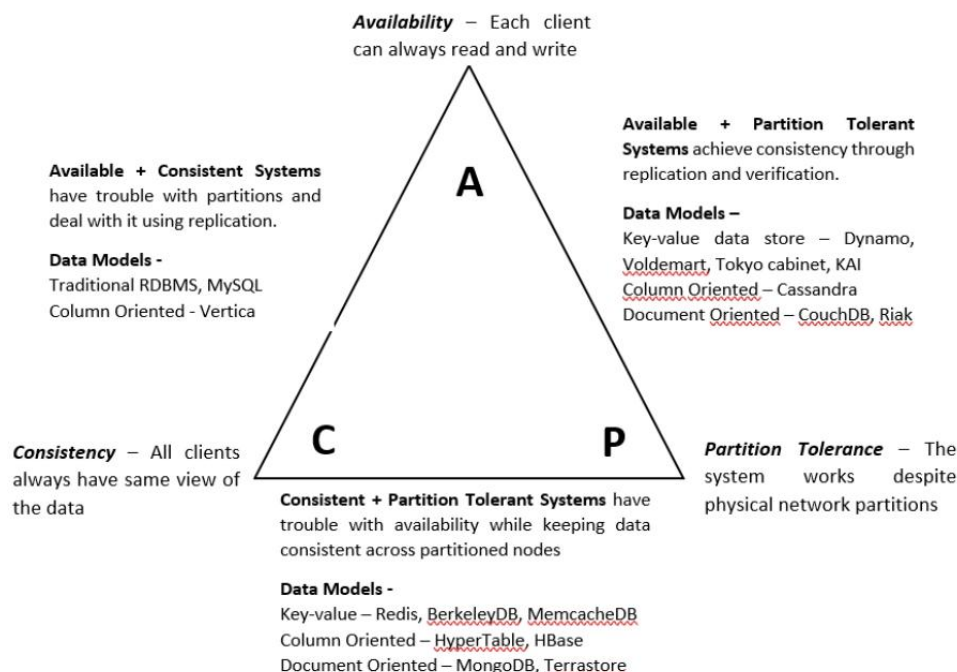 Availability – Each client
can always read and write
Available + Partition Tolerant
Systems achieve consistency through
replication and verification.
Data Models –
Key-value data store – Dynamo,
Voldemart, Tokyo cabinet, KAI
Column Oriented – Cassandra
Document Oriented – CouchDB, Riak
Available + Consistent Systems
have trouble with partitions and
deal with it using replication.
Data Models -
Traditional RDBMS, MySQL
Column Oriented - Vertica
A
C
P
Consistency – All clients
always have same view of
the data
Partition Tolerance – The
system works despite
physical network partitions
Consistent + Partition Tolerant Systems have
trouble with availability while keeping data
consistent across partitioned nodes
Data Models -
Key-value – Redis, BerkeleyDB, MemcacheDB
Column Oriented – HyperTable, HBase
Document Oriented – MongoDB, Terrastore